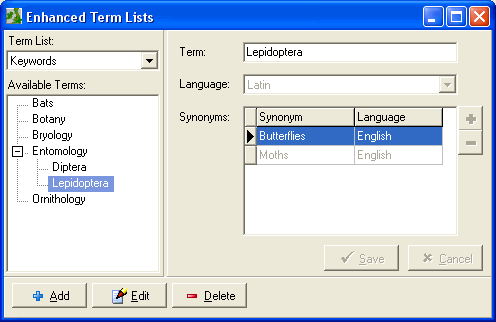 Enhanced Term Lists
Term List:
Keywords
Available Terms:
Bats
Botany
Bryology
Entomology
Diptera
Lepidoptera
Ornithology
Term: Lepidoptera
Language: Latin
Synonyms:
Synonym Language
Butterflies English
Moths English
Save Cancel
Add Edit Delete